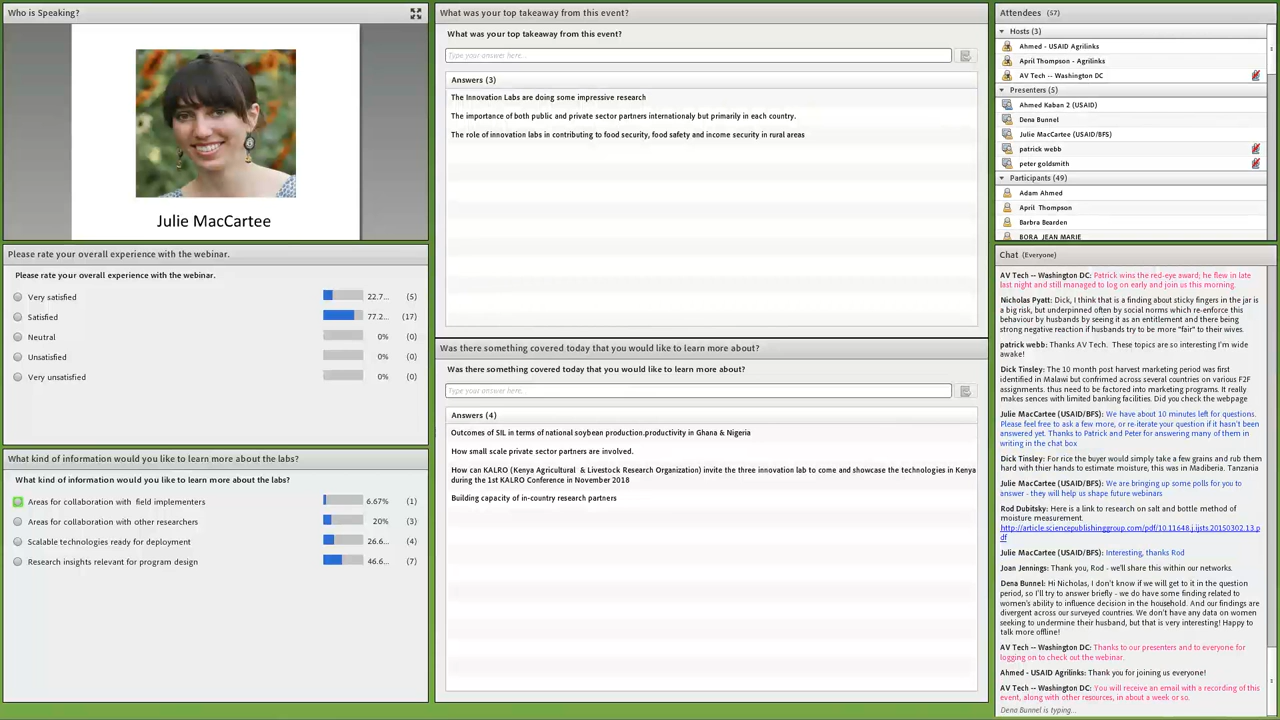 Who is Speaking?
Julie MacCartee
Please rate your overall experience with the webinar.
Please rate your overall experience with the webinar.
Very satisfied 22.7... (5)
Satisfied 77.2... (17)
Neutral 0% (0)
Unsatisfied 0% (0)
Very unsatisfied 0% (0)
What kind of information would you like to learn more about the labs?
What kind of information would you like to learn more about the labs?
Areas for collaboration with field implementers 6.67% (1)
Areas for collaboration with other researchers 20% (3)
Scalable technologies ready for deployment 26.6... (4)
Research insights relevant for program design 46.6... (7)
What was your top takeaway from this event?
What was your top takeaway from this event?
Type your answer here...
Answers (3)
The Innovation Labs are doing some impressive research
The importance of both public and private sector partners internationaly but primarily in each country.
The role of innovation labs in contributing to food security, food safety and income security in rural areas
Was there something covered today that you would like to learn more about?
Was there something covered today that you would like to learn more about?
Type your answer here...
Answers (4)
Outcomes of SIL in terms of national soybean production.productivity in Ghana & Nigeria
How small scale private sector partners are involved.
How can KALRO (Kenya Agricultural & Livestock Research Organization) invite the three innovation lab to come and showcase the technologies in Kenya
during the 1st KALRO Conference in November 2018
Building capacity of in-country research partners
Attendees (57)
Hosts (3)
Ahmed - USAID Agrilinks
April Thompson - Agrilinks
AV Tech -- Washington DC
Presenters (5)
Ahmed Kaban 2 (USAID)
Dena Bunnel
Julie MacCartee (USAID/BFS)
patrick webb
peter goldsmith
Participants (49)
Adam Ahmed
April Thompson
Barbra Bearden
BORA JEAN MARIE
Chat (Everyone)
AV Tech -- Washington DC: Patrick wins the red-eye award; he flew in late
last night and still managed to log on early and join us this morning.
Nicholas Pyatt: Dick, I think that is a finding about sticky fingers in the jar is
a big risk, but underpinned often by social norms which re-enforce this
behaviour by husbands by seeing it as an entitlement and there being
strong negative reaction if husbands try to be more "fair" to their wives.
patrick webb: Thanks AV Tech. These topics are so interesting I'm wide
awake!
Dick Tinsley: The 10 month post harvest marketing period was first
identified in Malawi but confrimed across several countries on various F2F
assignments. thus need to be factored into marketing programs. It really
makes sences with limited banking facilities. Did you check the webpage
Julie MacCartee (USAID/BFS): We have about 10 minutes left for questions.
Please feel free to ask a few more, or re-iterate your question if it hasn't been
answered yet. Thanks to Patrick and Peter for answering many of them in
writing in the chat box
Dick Tinsley: For rice the buyer would simply take a few grains and rub them
hard with thier hands to estimate moisture, this was in Madiberia. Tanzania
Julie MacCartee (USAID/BFS): We are bringing up some polls for you to
answer - they will help us shape future webinars
Rod Dubitsky: Here is a link to research on salt and bottle method of
moisture measurement.
http://article.sciencepublishinggroup.com/pdf/10.11648.j.ijsts.20150302.13.p
df
Julie MacCartee (USAID/BFS): Interesting, thanks Rod
Joan Jennings: Thank you, Rod - we'll share this within our networks.
Dena Bunnel: Hi Nicholas, I don't know if we will get to it in the question
period, so I'll try to answer briefly - we do have some finding related to
women's ability to influence decision in the household. And our findings are
divergent across our surveyed countries. We don't have any data on women
seeking to undermine their husband, but that is very interesting! Happy to
talk more offline!
AV Tech -- Washington DC: Thanks to our presenters and to everyone for
logging on to check out the webinar.
Ahmed - USAID Agrilinks: Thank you for joining us everyone!
AV Tech -- Washington DC: You will receive an email with a recording of this
event, along with other resources, in about a week or so.
Dena Bunnel is typing...